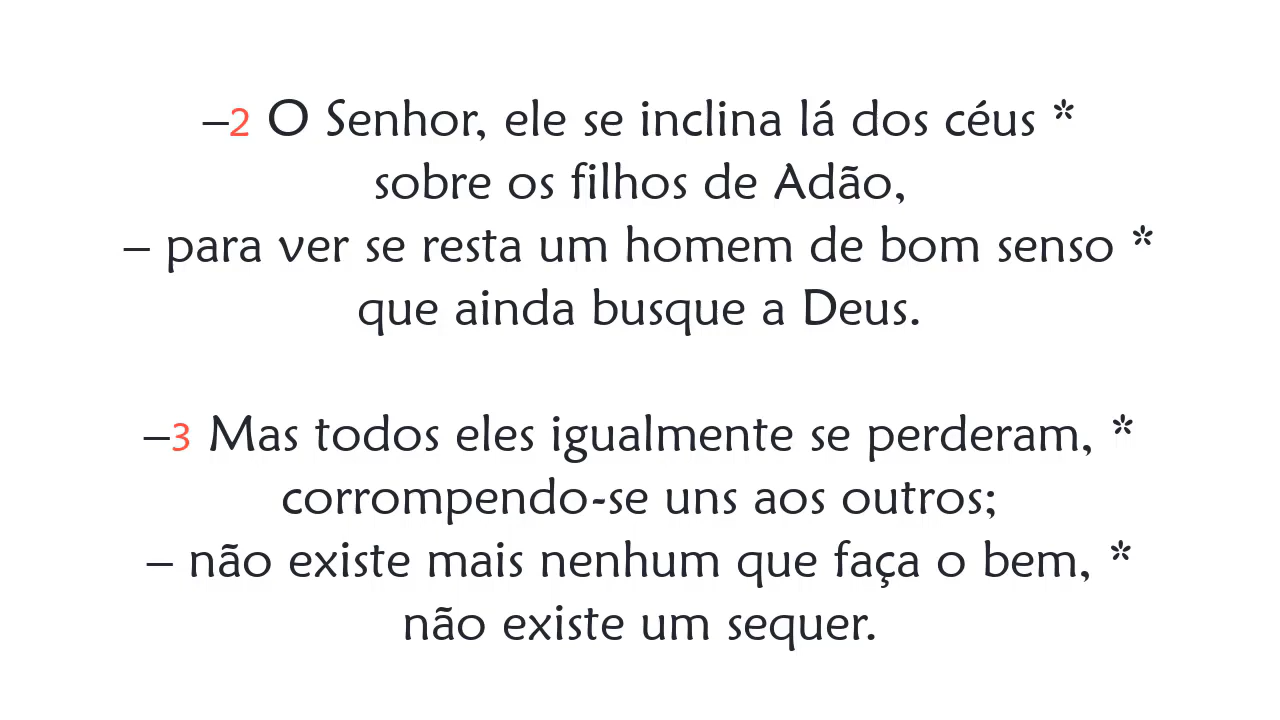 –2 O Senhor, ele se inclina lá dos céus *
sobre os filhos de Adão,
– para ver se resta um homem de bom senso *
que ainda busque a Deus.
–3 Mas todos eles igualmente se perderam, *
corrompendo-se uns aos outros;
– não existe mais nenhum que faça o bem, *
não existe um sequer.